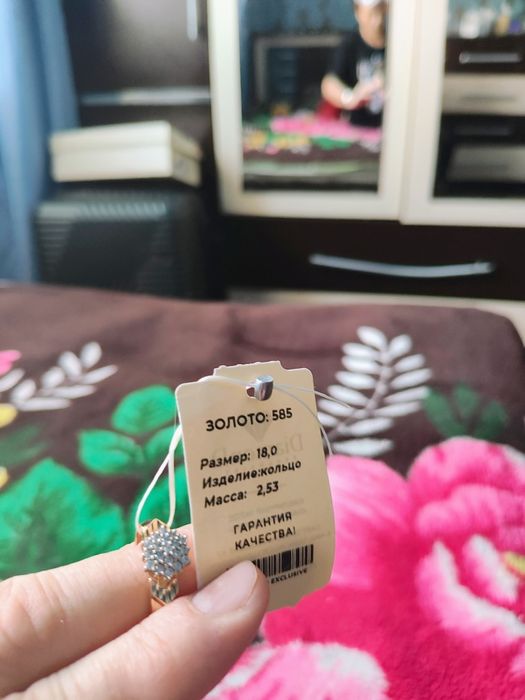 ЗОЛОТО: 585
Размер: 18,0
Изделие:кольцо
Масса: 2,53
ГАРАНТИЯ
КАЧЕСТВА!
EXCLUSIVE